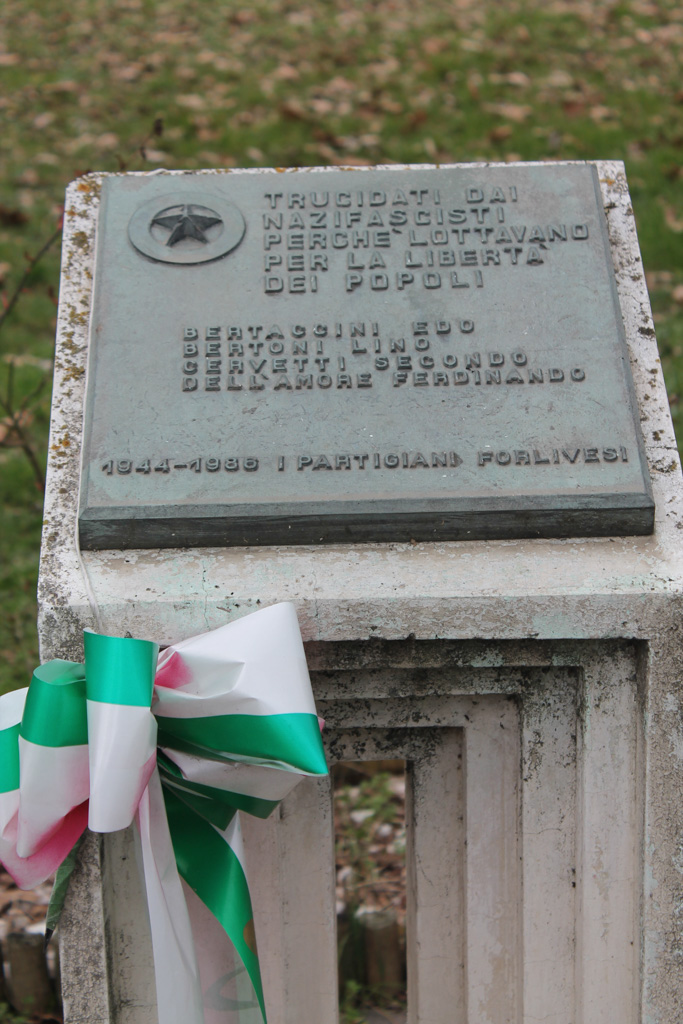 TRUCIDATI DAI
NAZIFASCISTI
PERCHE` LOTTAVANO
PER LA LIBERTA`
DEI POPOLI
BERTACCINI EDO
BERTONI LINO
CERVETTI SECONDO
DELL'AMORE FERDINANDO
1944-1986 I PARTIGIANI FORLIVESI